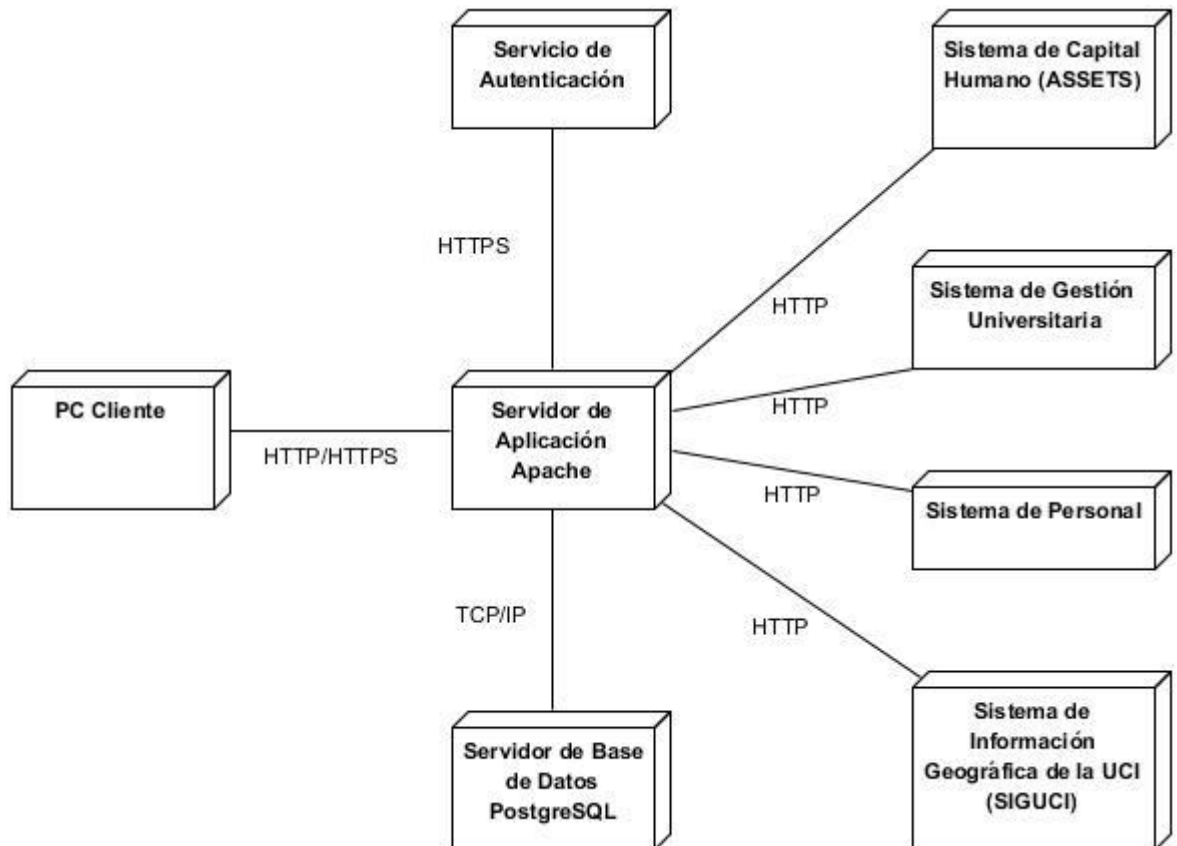 Servicio de
Autenticación
Sistema de Capital
Humano (ASSETS)
HTTPS
HTTP
Sistema de Gestión
Universitaria
HTTP
PC Cliente
HTTP/HTTPS
Servidor de
Aplicación
Apache
HTTP
Sistema de Personal
TCP/IP
HTTP
Servidor de Base
de Datos
PostgreSQL
Sistema de
Información
Geográfica de la UCI
(SIGUCI)